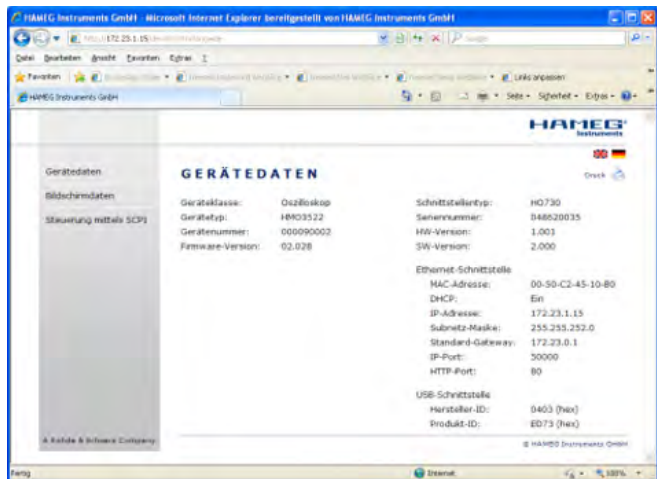 HAMEG Instruments GmbH - Microsoft Internet Explorer bereitgestellt von HAMEG Instruments GmbH
172.23.1.15
Datei Bearbeiten Ansicht Favoriten Extras ?
Favoriten
Links anpassen
HAMEG Instruments GmbH
Seite Sicherheit Extras
HAMEG
Instruments
Druck
Gerätedaten
Bildschirmdaten
Steuerung mittels SCPI
GERÄTEDATEN
Geräteklasse: Oszilloskop
Gerätetyp: HMO3522
Gerätenummer: 000090002
Firmware-Version: 02.028
Schnittstellentyp: HO730
Seriennummer: 048620035
HW-Version: 1.001
SW-Version: 2.000
Ethernet-Schnittstelle
MAC-Adresse: 00-50-C2-45-10-B0
DHCP: Ein
IP-Adresse: 172.23.1.15
Subnetz-Maske: 255.255.252.0
Standard-Gateway: 172.23.0.1
IP-Port: 50000
HTTP-Port: 80
USB-Schnittstelle
Hersteller-ID: 0403 (hex)
Produkt-ID: ED73 (hex)
A Rohde & Schwarz Company
© HAMEG Instruments GmbH
Fertig
Internet
100%